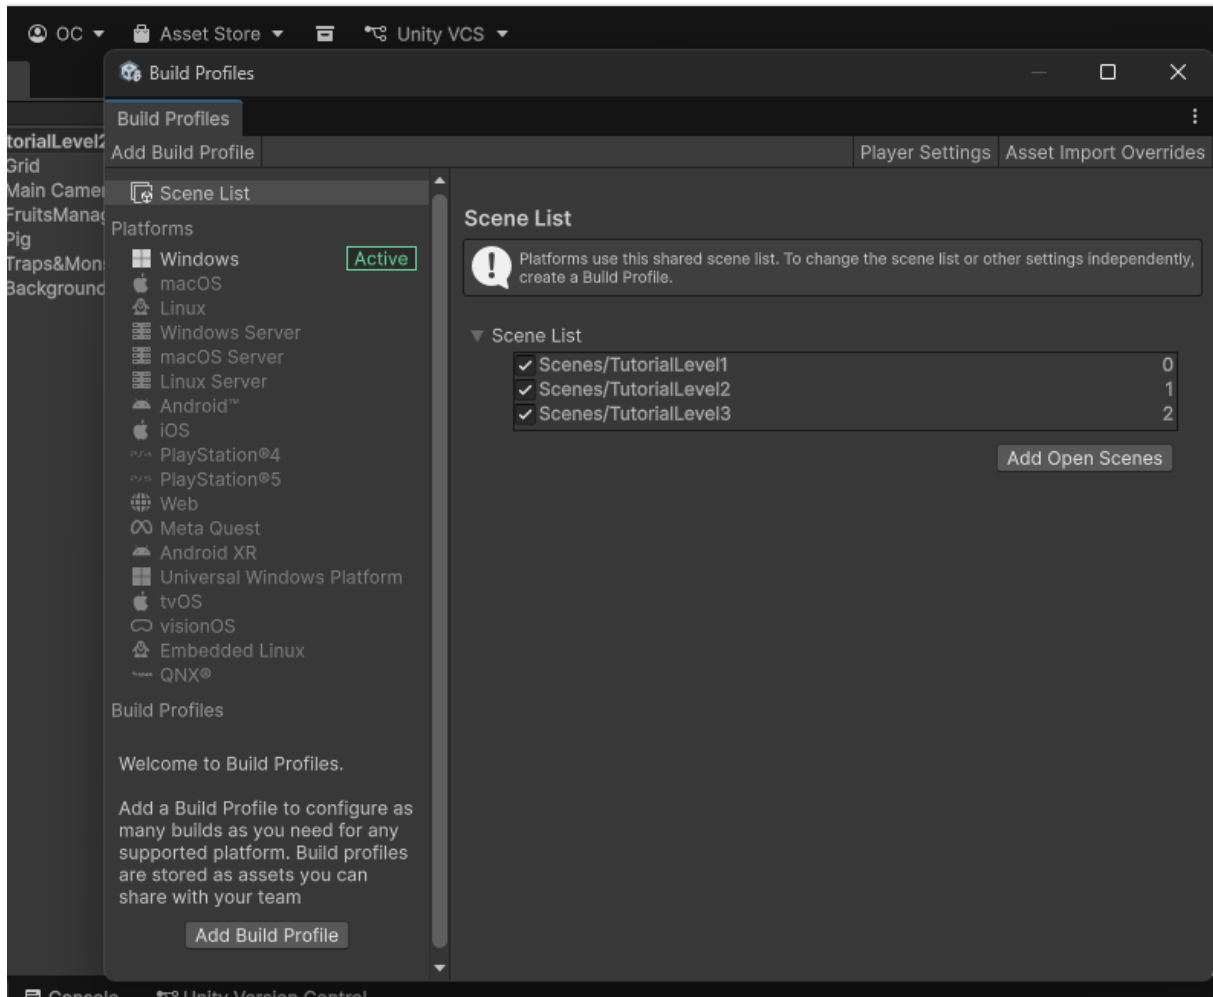 OC Asset Store Unity VCS
Build Profiles
Build Profiles
Add Build Profile Player Settings Asset Import Overrides
torialLevel2
Grid
Main Camer
FruitsManag
Pig
Traps&Mons
Background
Scene List
Platforms
Windows Active
macOS
Linux
Windows Server
macOS Server
Linux Server
Android™
iOS
PlayStation®4
PlayStation®5
Web
Meta Quest
Android XR
Universal Windows Platform
tvOS
visionOS
Embedded Linux
QNX®
Build Profiles
Welcome to Build Profiles.
Add a Build Profile to configure as
many builds as you need for any
supported platform. Build profiles
are stored as assets you can
share with your team
Add Build Profile
Scene List
Platforms use this shared scene list. To change the scene list or other settings independently,
create a Build Profile.
Scene List
Scenes/TutorialLevel1 0
Scenes/TutorialLevel2 1
Scenes/TutorialLevel3 2
Add Open Scenes
Console Unity Version Control